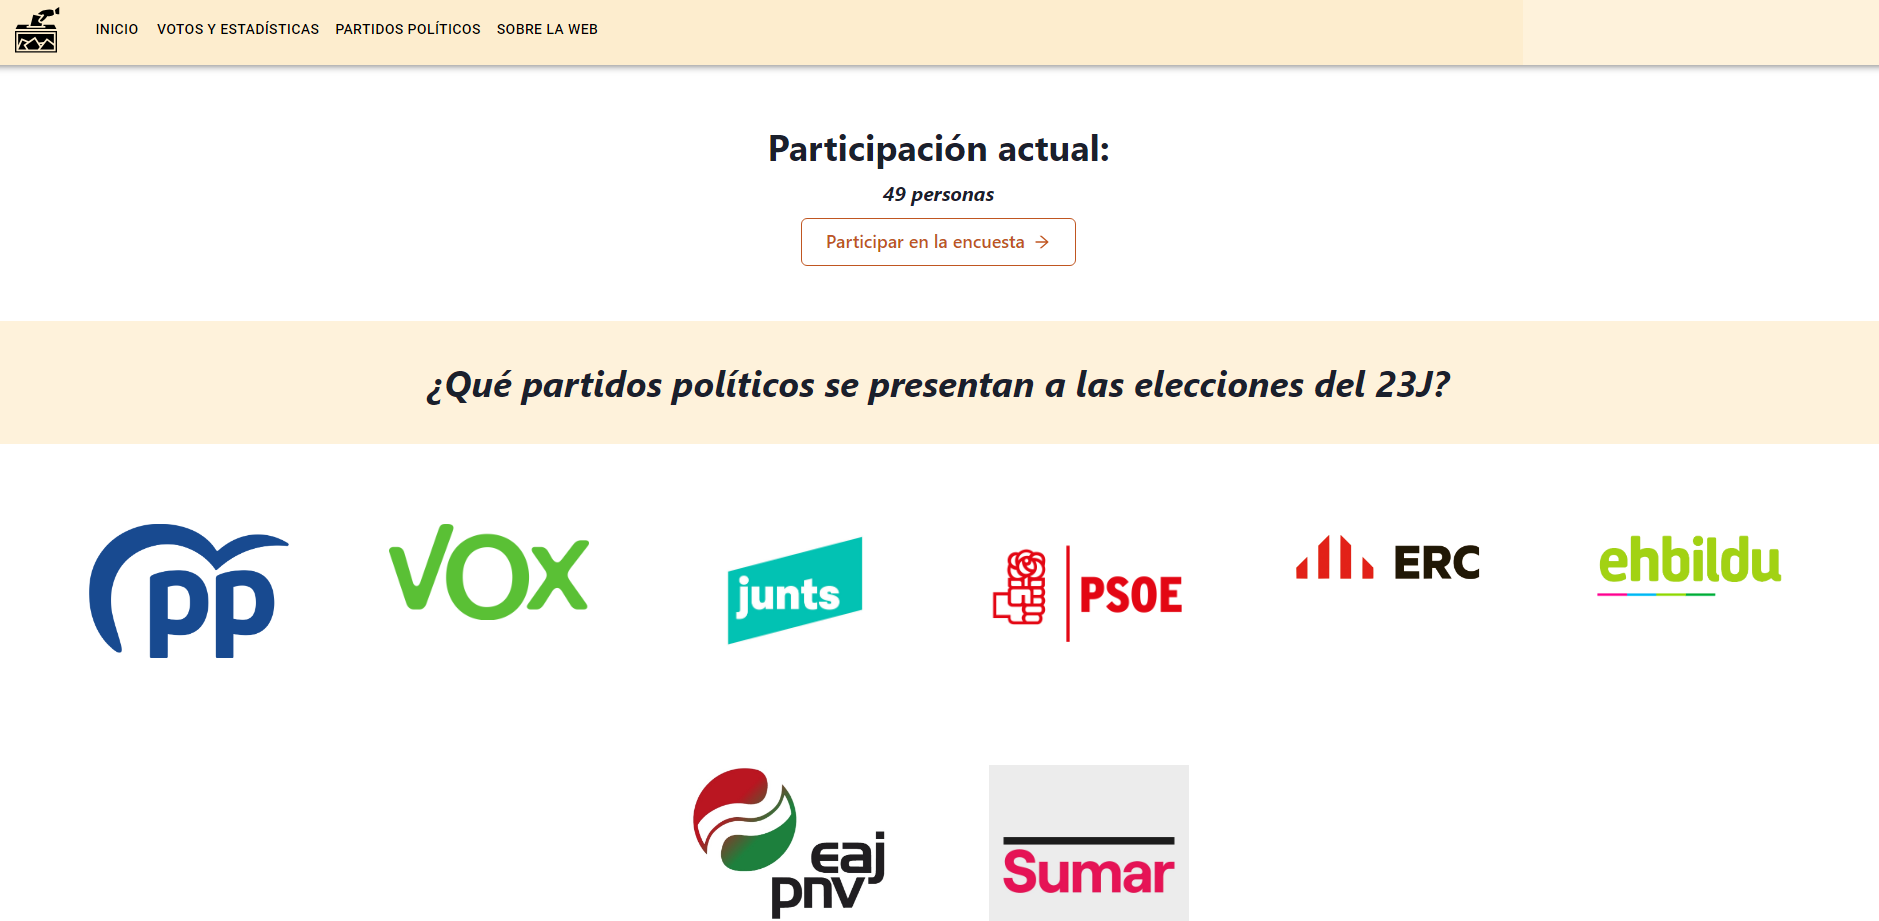 INICIO VOTOS Y ESTADÍSTICAS PARTIDOS POLÍTICOS SOBRE LA WEB
Participación actual:
49 personas
Participar en la encuesta →
¿Qué partidos políticos se presentan a las elecciones del 23J?
pp
VOX
junts
PSOE
ERC
ehbildu
eaj
pnv
Sumar